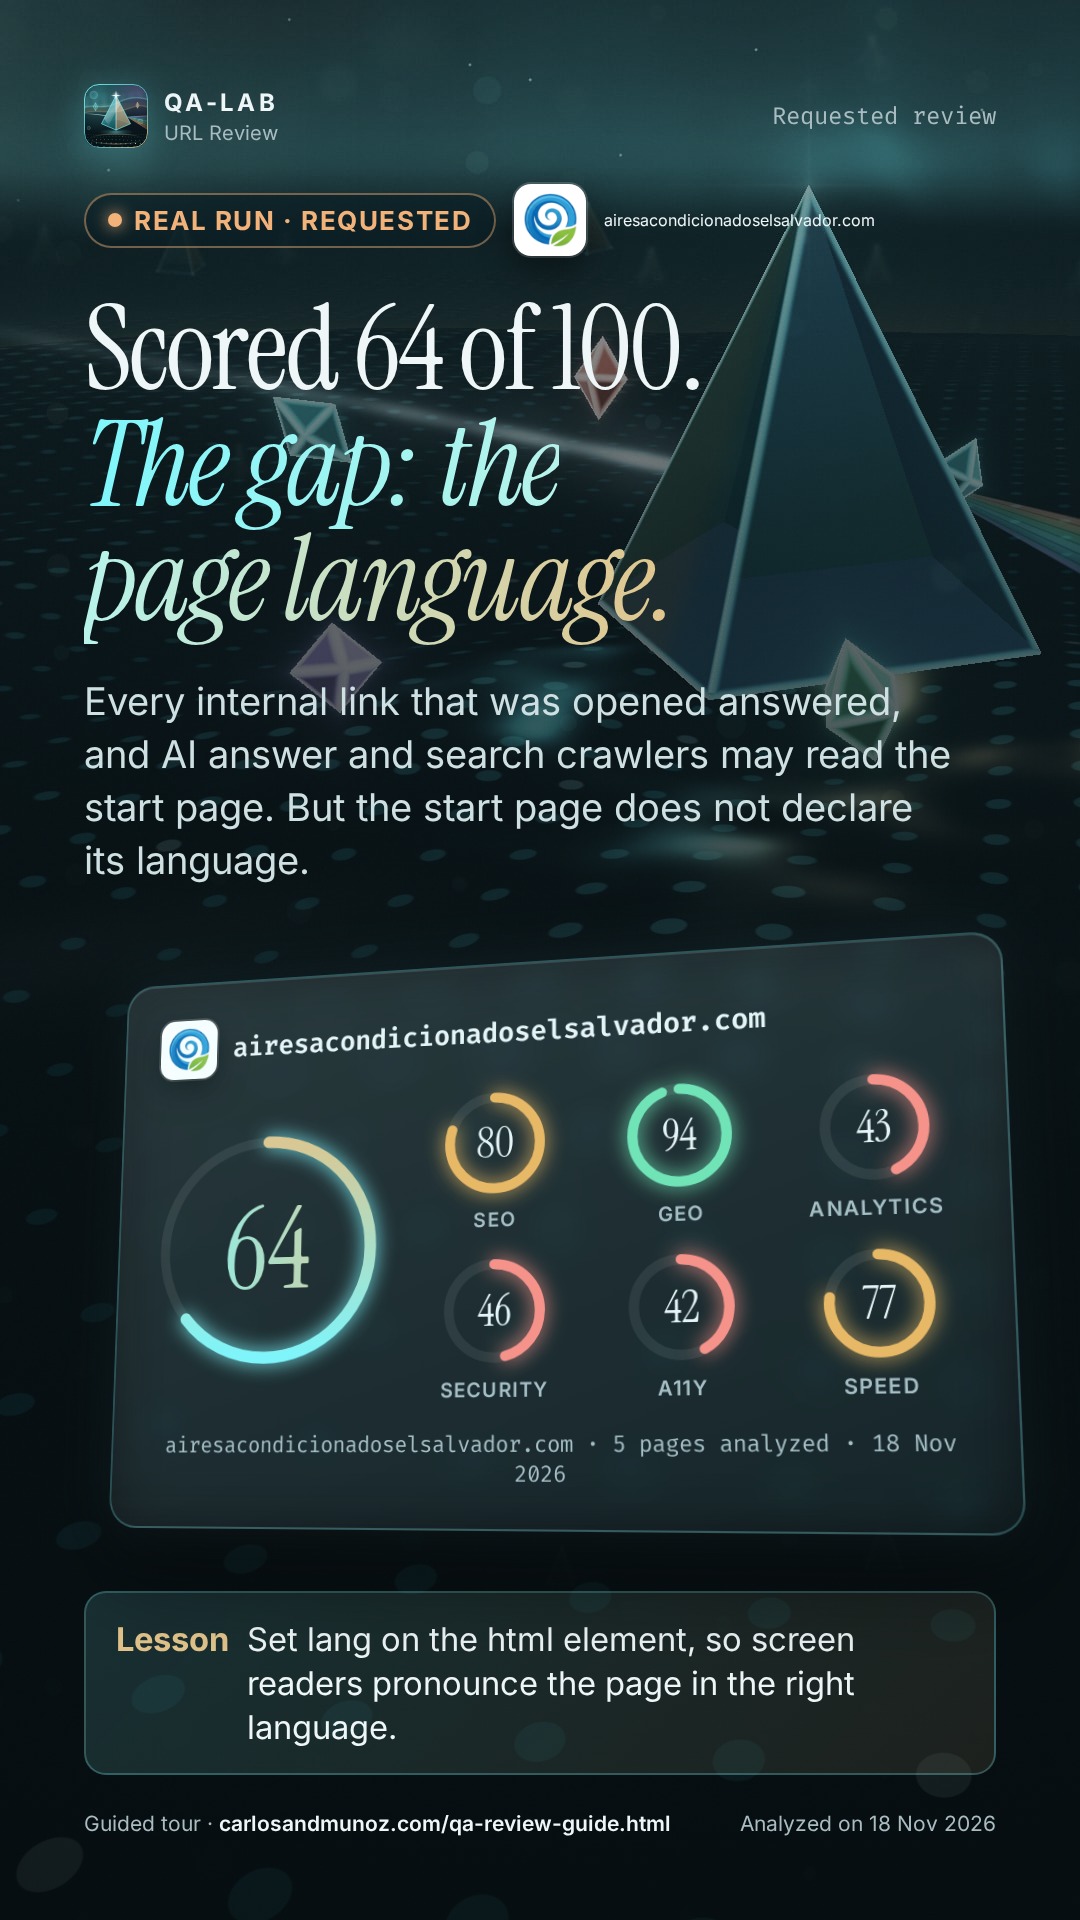 QA-LAB
URL Review
Requested review
REAL RUN · REQUESTED
airesacondicionadoselsalvador.com
Scored 64 of 100.
The gap: the
page language.
Every internal link that was opened answered,
and AI answer and search crawlers may read the
start page. But the start page does not declare
its language.
airesacondicionadoselsalvador.com
64
80
SEO
94
GEO
43
ANALYTICS
46
SECURITY
42
A11Y
77
SPEED
airesacondicionadoselsalvador.com · 5 pages analyzed · 18 Nov
2026
Lesson Set lang on the html element, so screen
readers pronounce the page in the right
language.
Guided tour · carlosandmunoz.com/qa-review-guide.html
Analyzed on 18 Nov 2026